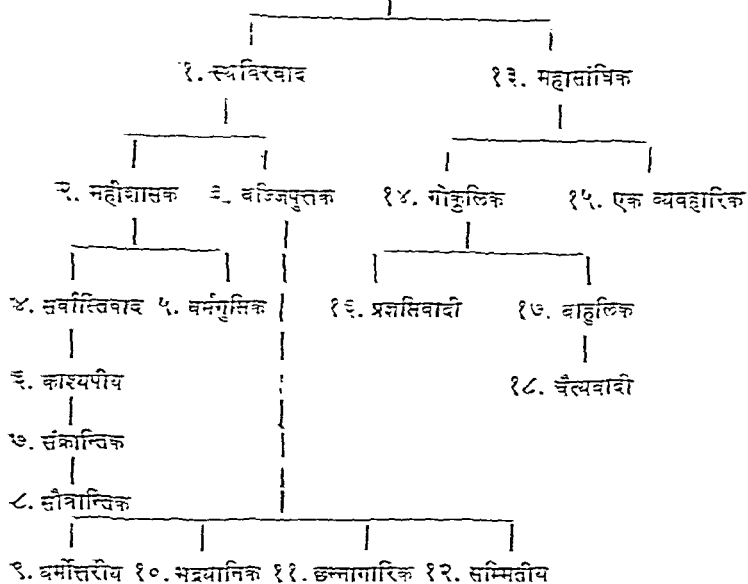 १. स्थविरवाद १३. महासांघिक
२. महीशासक ३. वज्जिपुत्तक १४. गोकुलिक १५. एक व्यवहारिक
४. सर्वास्तिवाद ५. धर्मगुप्तिक १६. प्रज्ञप्तिवादी १७. बाहुलिक
६. काश्यपीय १८. चैत्यवादी
७. संक्रान्तिक
८. सौत्रान्तिक
९. धर्मोत्तरीय १०. भद्रयानिक ११. छन्नागारिक १२. सम्मितीय